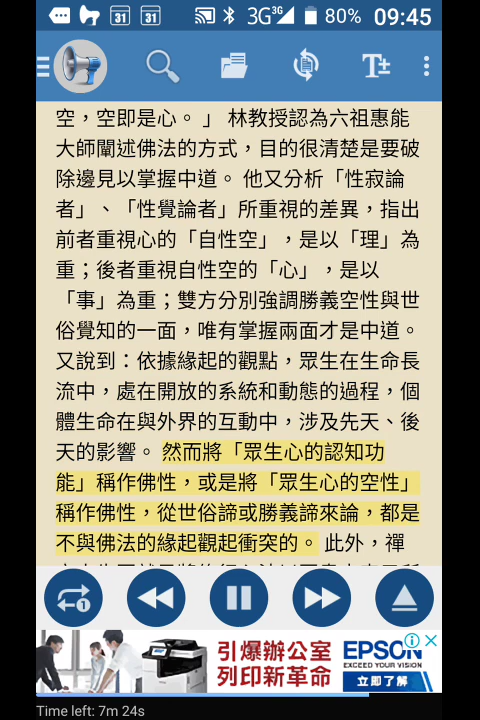 31
31
3G 3G
80%
09:45
T±
空，空即是心。」 林教授認為六祖惠能
大師闡述佛法的方式，目的很清楚是要破
除邊見以掌握中道。 他又分析「性寂論
者」、「性覺論者」所重視的差異，指出
前者重視心的「自性空」，是以「理」為
重；後者重視自性空的「心」，是以
「事」為重；雙方分別強調勝義空性與世
俗覺知的一面，唯有掌握兩面才是中道。
又說到：依據緣起的觀點，眾生在生命長
流中，處在開放的系統和動態的過程，個
體生命在與外界的互動中，涉及先天、後
天的影響。 然而將「眾生心的認知功
能」稱作佛性，或是將「眾生心的空性」
稱作佛性，從世俗諦或勝義諦來論，都是
不與佛法的緣起觀起衝突的。 此外，禪
1
引爆辦公室
列印新革命
EPSON
EXCEED YOUR VISION
立即了解
Time left: 7m 24s